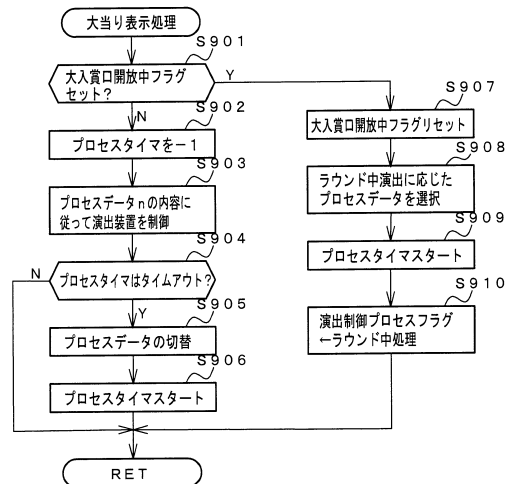 大当り表示処理
S901
大入賞口開放中フラグ
セット？
Y
N
S902
プロセスタイマを－1
S903
プロセスデータnの内容に
従って演出装置を制御
S904
プロセスタイマはタイムアウト？
N
Y
S905
プロセスデータの切替
S906
プロセスタイマスタート
S907
大入賞口開放中フラグリセット
S908
ラウンド中演出に応じた
プロセスデータを選択
S909
プロセスタイマスタート
S910
演出制御プロセスフラグ
←ラウンド中処理
RET